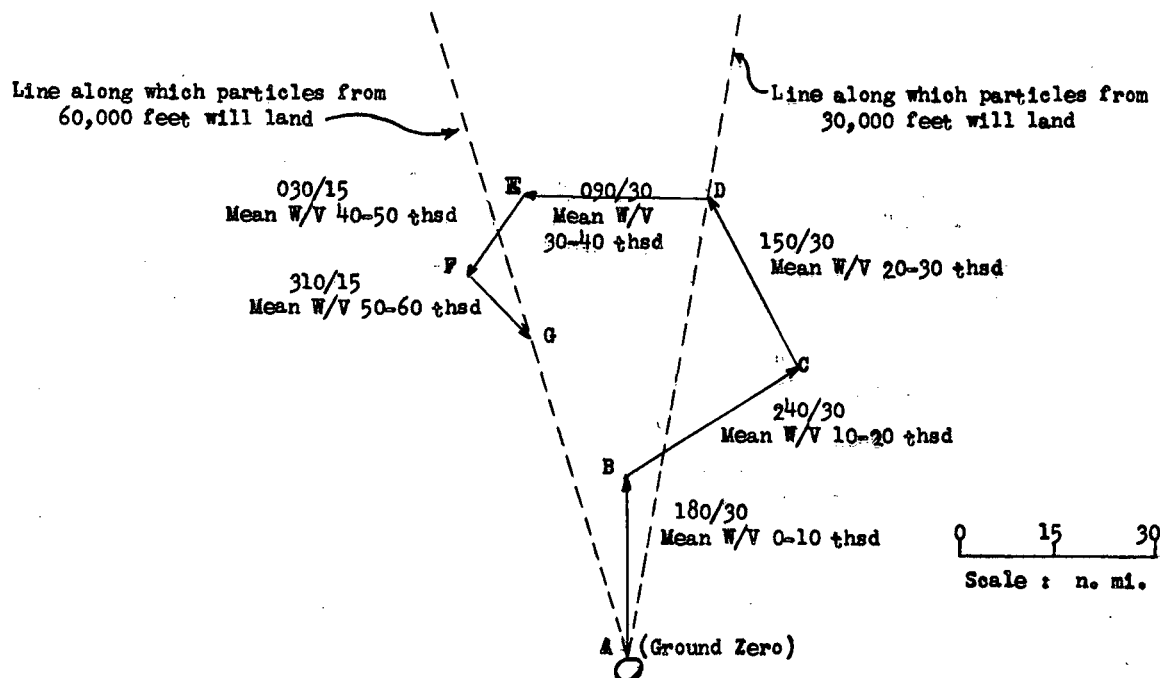 Line along which particles from
60,000 feet will land
Line along which particles from
30,000 feet will land
030/15
Mean W/V 40-50 thsd
E
090/30
Mean W/V
30-40 thsd
D
150/30
Mean W/V 20-30 thsd
F
310/15
Mean W/V 50-60 thsd
G
C
240/30
Mean W/V 10-20 thsd
B
180/30
Mean W/V 0-10 thsd
0 15 30
Scale : n. mi.
A (Ground Zero)